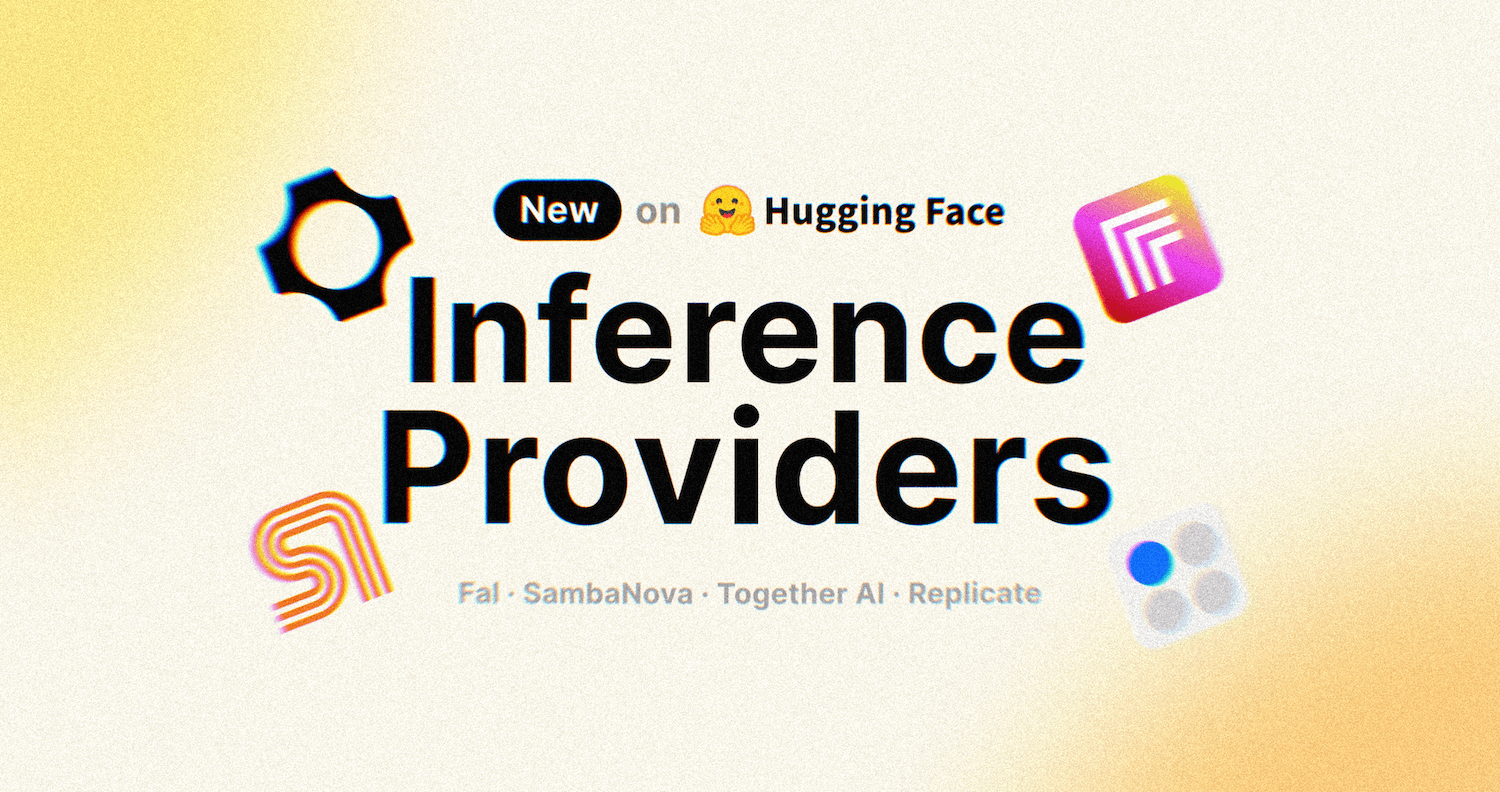 New on Hugging Face
Inference
Providers
Fal · SambaNova · Together AI · Replicate